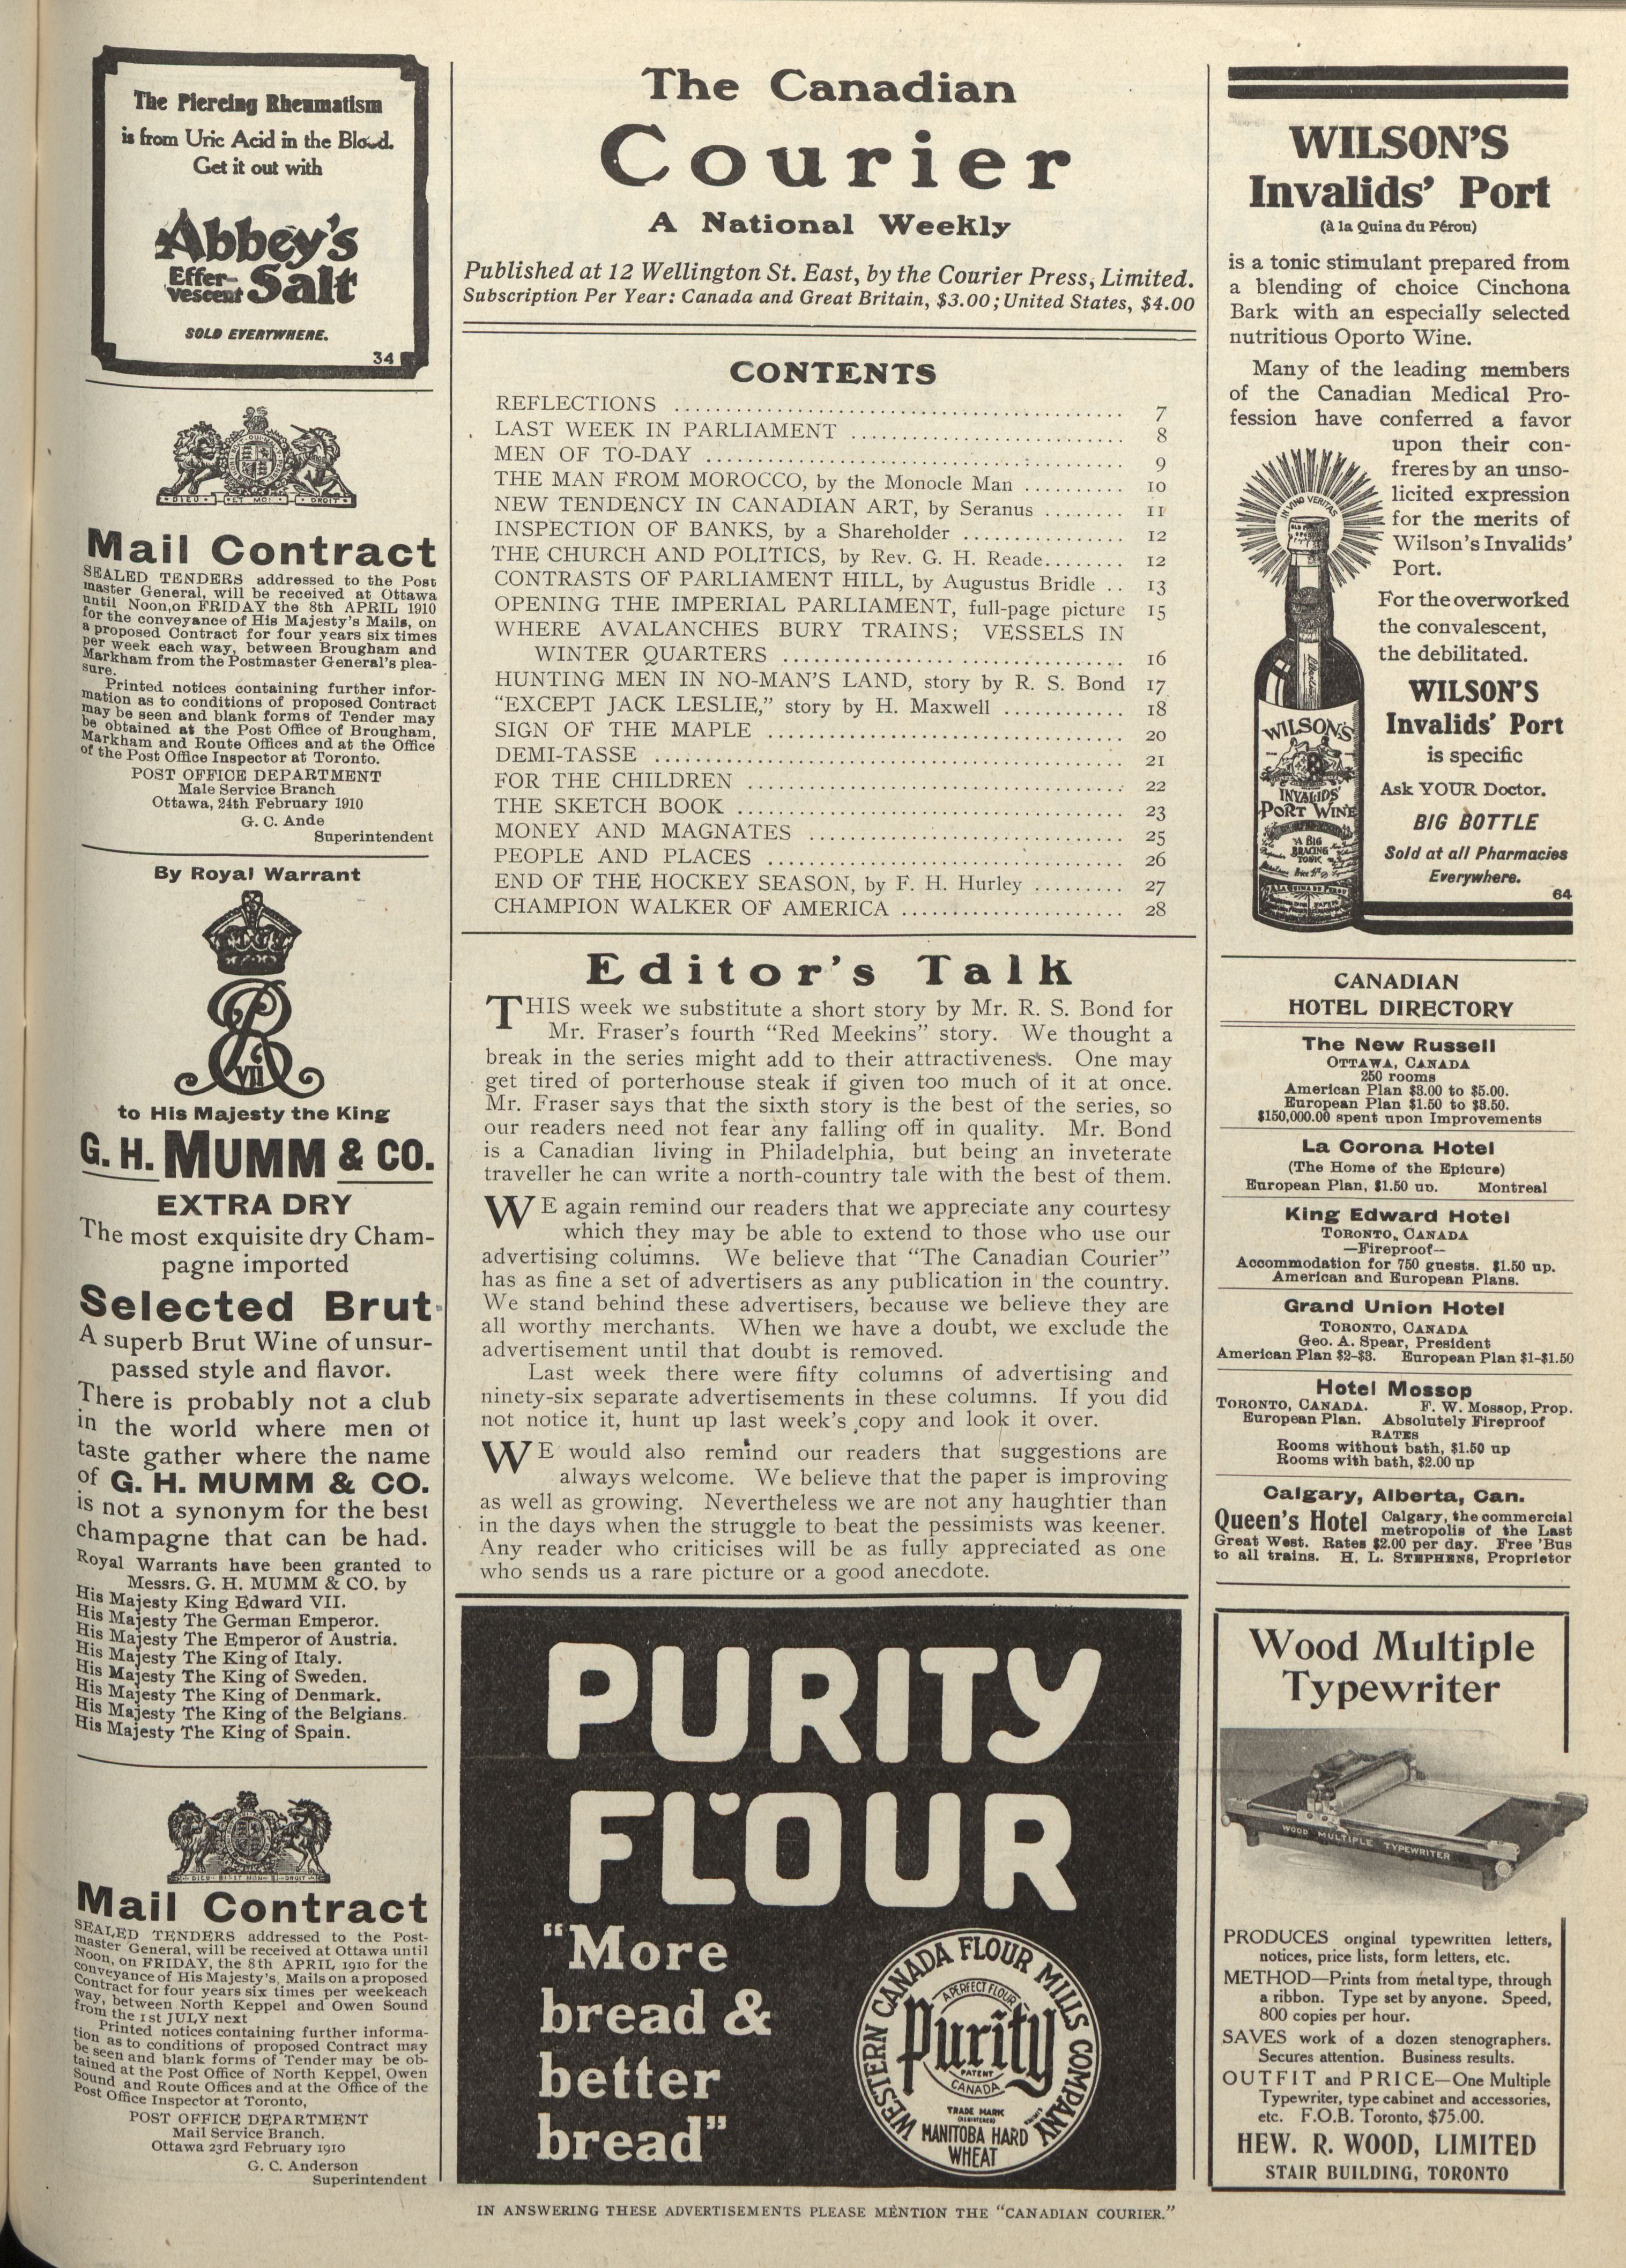 The Piercing Rheumatism
is from Uric Acid in the Blood.
Get it out with
Abbey's
Effer-
vescent Salt
SOLD EVERYWHERE.
34
DIEU ET MON DROIT
Mail Contract
SEALED TENDERS addressed to the Post
master General, will be received at Ottawa
until Noon, on FRIDAY the 8th APRIL 1910
for the conveyance of His Majesty's Mails, on
a proposed Contract for four years six times
per week each way, between Brougham and
Markham from the Postmaster General's plea-
sure.
Printed notices containing further infor-
mation as to conditions of proposed Contract
may be seen and blank forms of Tender may
be obtained at the Post Office of Brougham,
Markham and Route Offices and at the Office
of the Post Office Inspector at Toronto.
POST OFFICE DEPARTMENT
Male Service Branch
Ottawa, 24th February 1910
G. C. Ande
Superintendent
By Royal Warrant
VII
to His Majesty the King
G. H. MUMM & CO.
EXTRA DRY
The most exquisite dry Cham-
pagne imported
Selected Brut
A superb Brut Wine of unsur-
passed style and flavor.
There is probably not a club
in the world where men of
taste gather where the name
of G. H. MUMM & CO.
is not a synonym for the best
champagne that can be had.
Royal Warrants have been granted to
Messrs. G. H. MUMM & CO. by
His Majesty King Edward VII.
His Majesty The German Emperor.
His Majesty The Emperor of Austria.
His Majesty The King of Italy.
His Majesty The King of Sweden.
His Majesty The King of Denmark.
His Majesty The King of the Belgians.
His Majesty The King of Spain.
DIEU ET MON DROIT
Mail Contract
SEALED TENDERS addressed to the Post-
master General, will be received at Ottawa until
Noon, on FRIDAY, the 8th APRIL 1910 for the
conveyance of His Majesty's, Mails on a proposed
Contract for four years six times per weekeach
way, between North Keppel and Owen Sound
from the 1st JULY next
Printed notices containing further informa-
tion as to conditions of proposed Contract may
be seen and blank forms of Tender may be ob-
tained at the Post Office of North Keppel, Owen
Sound and Route Offices and at the Office of the
Post Office Inspector at Toronto,
POST OFFICE DEPARTMENT
Mail Service Branch.
Ottawa 23rd February 1910
G. C. Anderson
Superintendent
The Canadian
Courier
A National Weekly
Published at 12 Wellington St. East, by the Courier Press, Limited.
Subscription Per Year: Canada and Great Britain, $3.00; United States, $4.00
CONTENTS
REFLECTIONS ........ 7
LAST WEEK IN PARLIAMENT ........ 8
MEN OF TO-DAY ........ 9
THE MAN FROM MOROCCO, by the Monocle Man ........ 10
NEW TENDENCY IN CANADIAN ART, by Seranus ........ 11
INSPECTION OF BANKS, by a Shareholder ........ 12
THE CHURCH AND POLITICS, by Rev. G. H. Reade........ 12
CONTRASTS OF PARLIAMENT HILL, by Augustus Bridle .. 13
OPENING THE IMPERIAL PARLIAMENT, full-page picture 15
WHERE AVALANCHES BURY TRAINS; VESSELS IN
WINTER QUARTERS ........ 16
HUNTING MEN IN NO-MAN'S LAND, story by R. S. Bond 17
"EXCEPT JACK LESLIE," story by H. Maxwell ........ 18
SIGN OF THE MAPLE ........ 20
DEMI-TASSE ........ 21
FOR THE CHILDREN ........ 22
THE SKETCH BOOK ........ 23
MONEY AND MAGNATES ........ 25
PEOPLE AND PLACES ........ 26
END OF THE HOCKEY SEASON, by F. H. Hurley ........ 27
CHAMPION WALKER OF AMERICA ........ 28
Editor's Talk
THIS week we substitute a short story by Mr. R. S. Bond for
Mr. Fraser's fourth "Red Meekins" story. We thought a
break in the series might add to their attractiveness. One may
get tired of porterhouse steak if given too much of it at once.
Mr. Fraser says that the sixth story is the best of the series, so
our readers need not fear any falling off in quality. Mr. Bond
is a Canadian living in Philadelphia, but being an inveterate
traveller he can write a north-country tale with the best of them.
WE again remind our readers that we appreciate any courtesy
which they may be able to extend to those who use our
advertising columns. We believe that "The Canadian Courier"
has as fine a set of advertisers as any publication in the country.
We stand behind these advertisers, because we believe they are
all worthy merchants. When we have a doubt, we exclude the
advertisement until that doubt is removed.
Last week there were fifty columns of advertising and
ninety-six separate advertisements in these columns. If you did
not notice it, hunt up last week's copy and look it over.
WE would also remind our readers that suggestions are
always welcome. We believe that the paper is improving
as well as growing. Nevertheless we are not any haughtier than
in the days when the struggle to beat the pessimists was keener.
Any reader who criticises will be as fully appreciated as one
who sends us a rare picture or a good anecdote.
PURITY
FLOUR
"More
bread &
better
bread"
WESTERN CANADA FLOUR MILLS COMPANY
A PERFECT FLOUR
Purity
PATENT
CANADA
TRADE MARK
(REGISTERED)
MANITOBA HARD
WHEAT
WILSON'S
Invalids' Port
(à la Quina du Pérou)
is a tonic stimulant prepared from
a blending of choice Cinchona
Bark with an especially selected
nutritious Oporto Wine.
Many of the leading members
of the Canadian Medical Pro-
fession have conferred a favor
upon their con-
freres by an unso-
licited expression
for the merits of
Wilson's Invalids'
Port.
For the overworked
the convalescent,
the debilitated.
WILSON'S
Invalids' Port
is specific
Ask YOUR Doctor.
BIG BOTTLE
Sold at all Pharmacies
Everywhere.
64
IN VINO VERITAS
WILSON'S
INVALIDS'
PORT WINE
A BIG
BRACING
TONIC
CANADIAN
HOTEL DIRECTORY
The New Russell
OTTAWA, CANADA
250 rooms
American Plan $3.00 to $5.00.
European Plan $1.50 to $3.50.
$150,000.00 spent upon Improvements
La Corona Hotel
(The Home of the Epicure)
European Plan, $1.50 up. Montreal
King Edward Hotel
TORONTO, CANADA
—Fireproof—
Accommodation for 750 guests. $1.50 up.
American and European Plans.
Grand Union Hotel
TORONTO, CANADA
Geo. A. Spear, President
American Plan $2-$3. European Plan $1-$1.50
Hotel Mossop
TORONTO, CANADA. F. W. Mossop, Prop.
European Plan. Absolutely Fireproof
RATES
Rooms without bath, $1.50 up
Rooms with bath, $2.00 up
Calgary, Alberta, Can.
Queen's Hotel Calgary, the commercial
metropolis of the Last
Great West. Rates $2.00 per day. Free 'Bus
to all trains. H. L. STEPHENS, Proprietor
Wood Multiple
Typewriter
WOOD MULTIPLE TYPEWRITER
PRODUCES original typewritten letters,
notices, price lists, form letters, etc.
METHOD—Prints from metal type, through
a ribbon. Type set by anyone. Speed,
800 copies per hour.
SAVES work of a dozen stenographers.
Secures attention. Business results.
OUTFIT and PRICE—One Multiple
Typewriter, type cabinet and accessories,
etc. F.O.B. Toronto, $75.00.
HEW. R. WOOD, LIMITED
STAIR BUILDING, TORONTO
IN ANSWERING THESE ADVERTISEMENTS PLEASE MENTION THE "CANADIAN COURIER."